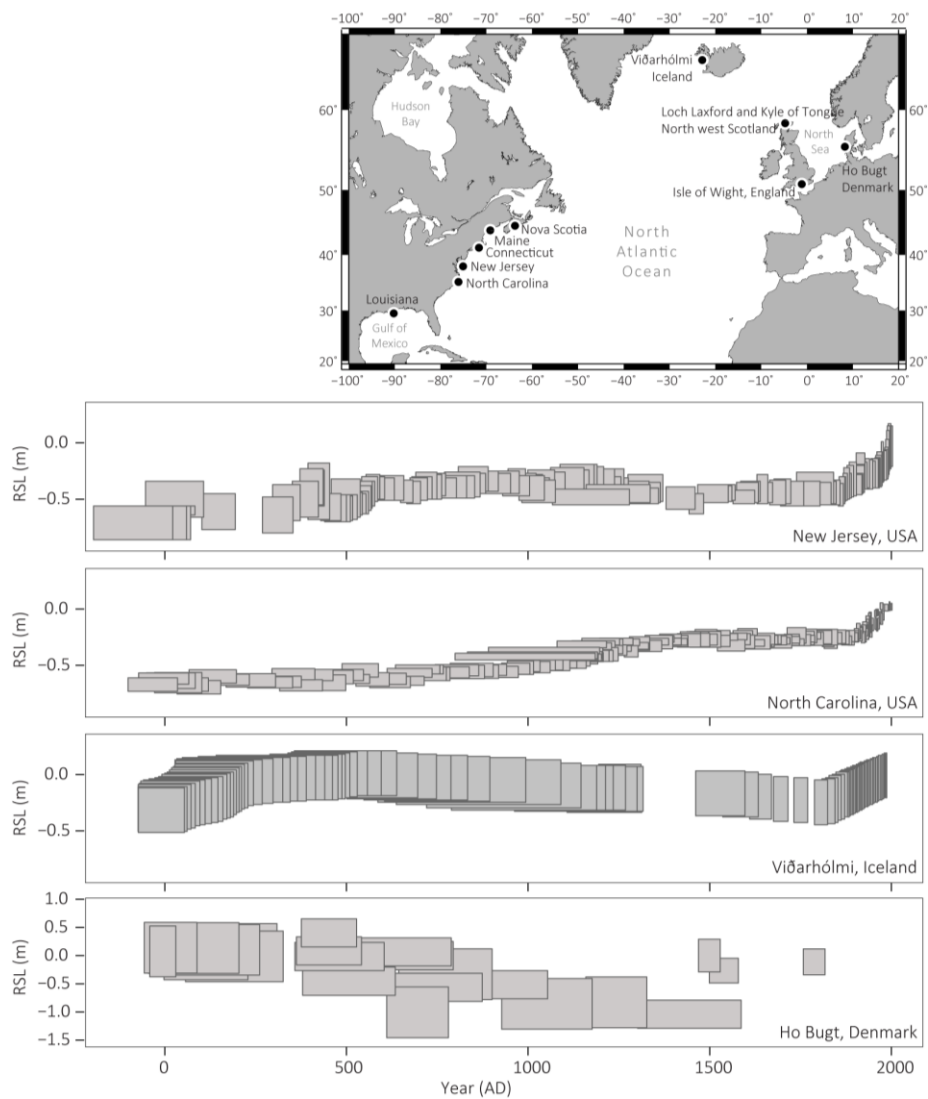 −100˚ −90˚ −80˚ −70˚ −60˚ −50˚ −40˚ −30˚ −20˚ −10˚ 0˚ 10˚ 20˚
Viðarhólmi
Iceland
60˚ 60˚
Hudson
Bay
Loch Laxford and Kyle of Tongue
North west Scotland
North
Sea
Ho Bugt
Denmark
50˚ 50˚
Isle of Wight, England
Nova Scotia
Maine
Connecticut
North
Atlantic
Ocean
40˚ 40˚
New Jersey
North Carolina
Louisiana
30˚ 30˚
Gulf of
Mexico
20˚ 20˚
−100˚ −90˚ −80˚ −70˚ −60˚ −50˚ −40˚ −30˚ −20˚ −10˚ 0˚ 10˚ 20˚
RSL (m)
0.0
−0.5
New Jersey, USA
RSL (m)
0.0
−0.5
North Carolina, USA
RSL (m)
0.0
−0.5
Viðarhólmi, Iceland
RSL (m)
1.0
0.5
0.0
−0.5
−1.0
−1.5
Ho Bugt, Denmark
0 500 1000 1500 2000
Year (AD)